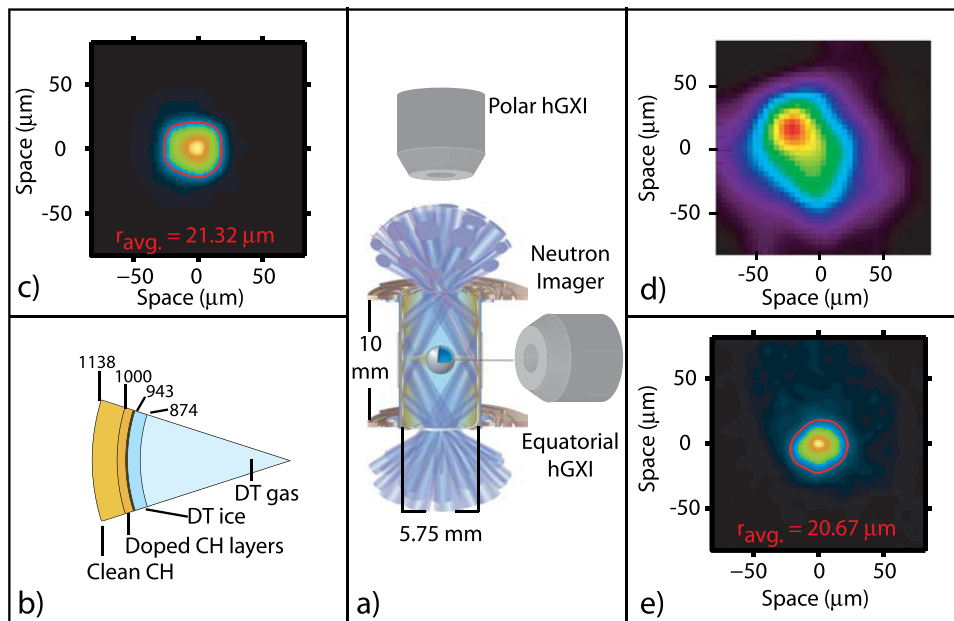 50
0
-50
Space (μm)
r avg. = 21.32 μm
−50 0 50
Space (μm)
c)
1138
1000
943
874
DT gas
DT ice
Doped CH layers
Clean CH
b)
Polar hGXI
Neutron
Imager
10
mm
Equatorial
hGXI
5.75 mm
a)
50
0
-50
Space (μm)
−50 0 50
Space (μm)
d)
50
0
-50
Space (μm)
r avg. = 20.67 μm
−50 0 50
Space (μm)
e)